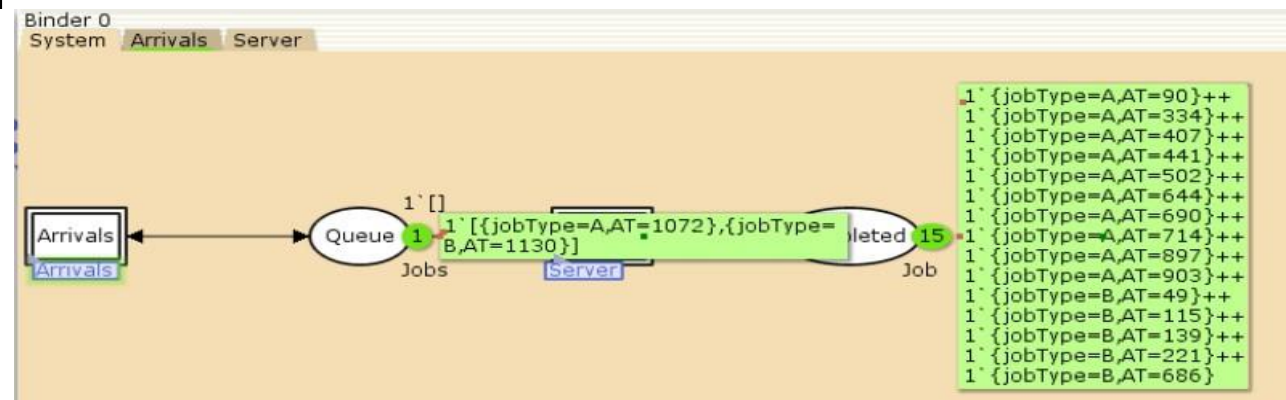 Binder 0
System Arrivals Server
1`{jobType=A,AT=90}++
1`{jobType=A,AT=334}++
1`{jobType=A,AT=407}++
1`{jobType=A,AT=441}++
1`{jobType=A,AT=502}++
1`{jobType=A,AT=644}++
1`{jobType=A,AT=690}++
1`{jobType=A,AT=714}++
1`{jobType=A,AT=897}++
1`{jobType=A,AT=903}++
1`{jobType=B,AT=49}++
1`{jobType=B,AT=115}++
1`{jobType=B,AT=139}++
1`{jobType=B,AT=221}++
1`{jobType=B,AT=686}
1`[]
Arrivals
Queue
1
1`[{jobType=A,AT=1072},{jobType=
B,AT=1130}]
leted
15
Arrivals
Jobs
Server
Job